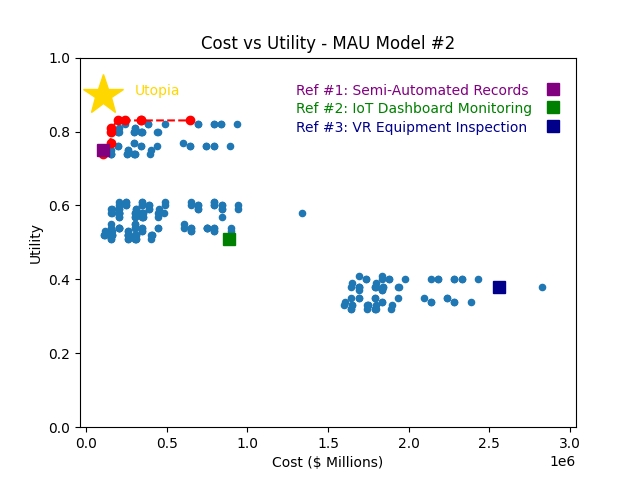 Cost vs Utility - MAU Model #2
1.0
0.8
0.6
0.4
0.2
0.0
Utility
Utopia
Ref #1: Semi-Automated Records
Ref #2: IoT Dashboard Monitoring
Ref #3: VR Equipment Inspection
0.0 0.5 1.0 1.5 2.0 2.5 3.0
1e6
Cost ($ Millions)